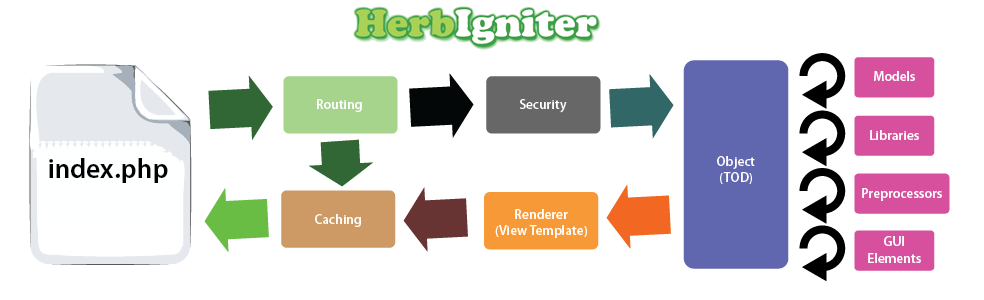 HerbIgniter
index.php
Routing
Security
Object
(TOD)
Models
Libraries
Preprocessors
GUI
Elements
Caching
Renderer
(View Template)